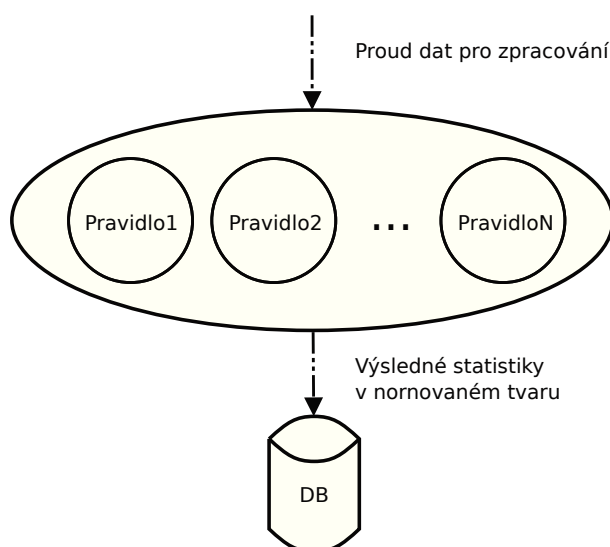 Proud dat pro zpracování
Pravidlo1
Pravidlo2
...
PravidloN
Výsledné statistiky
v nornovaném tvaru
DB